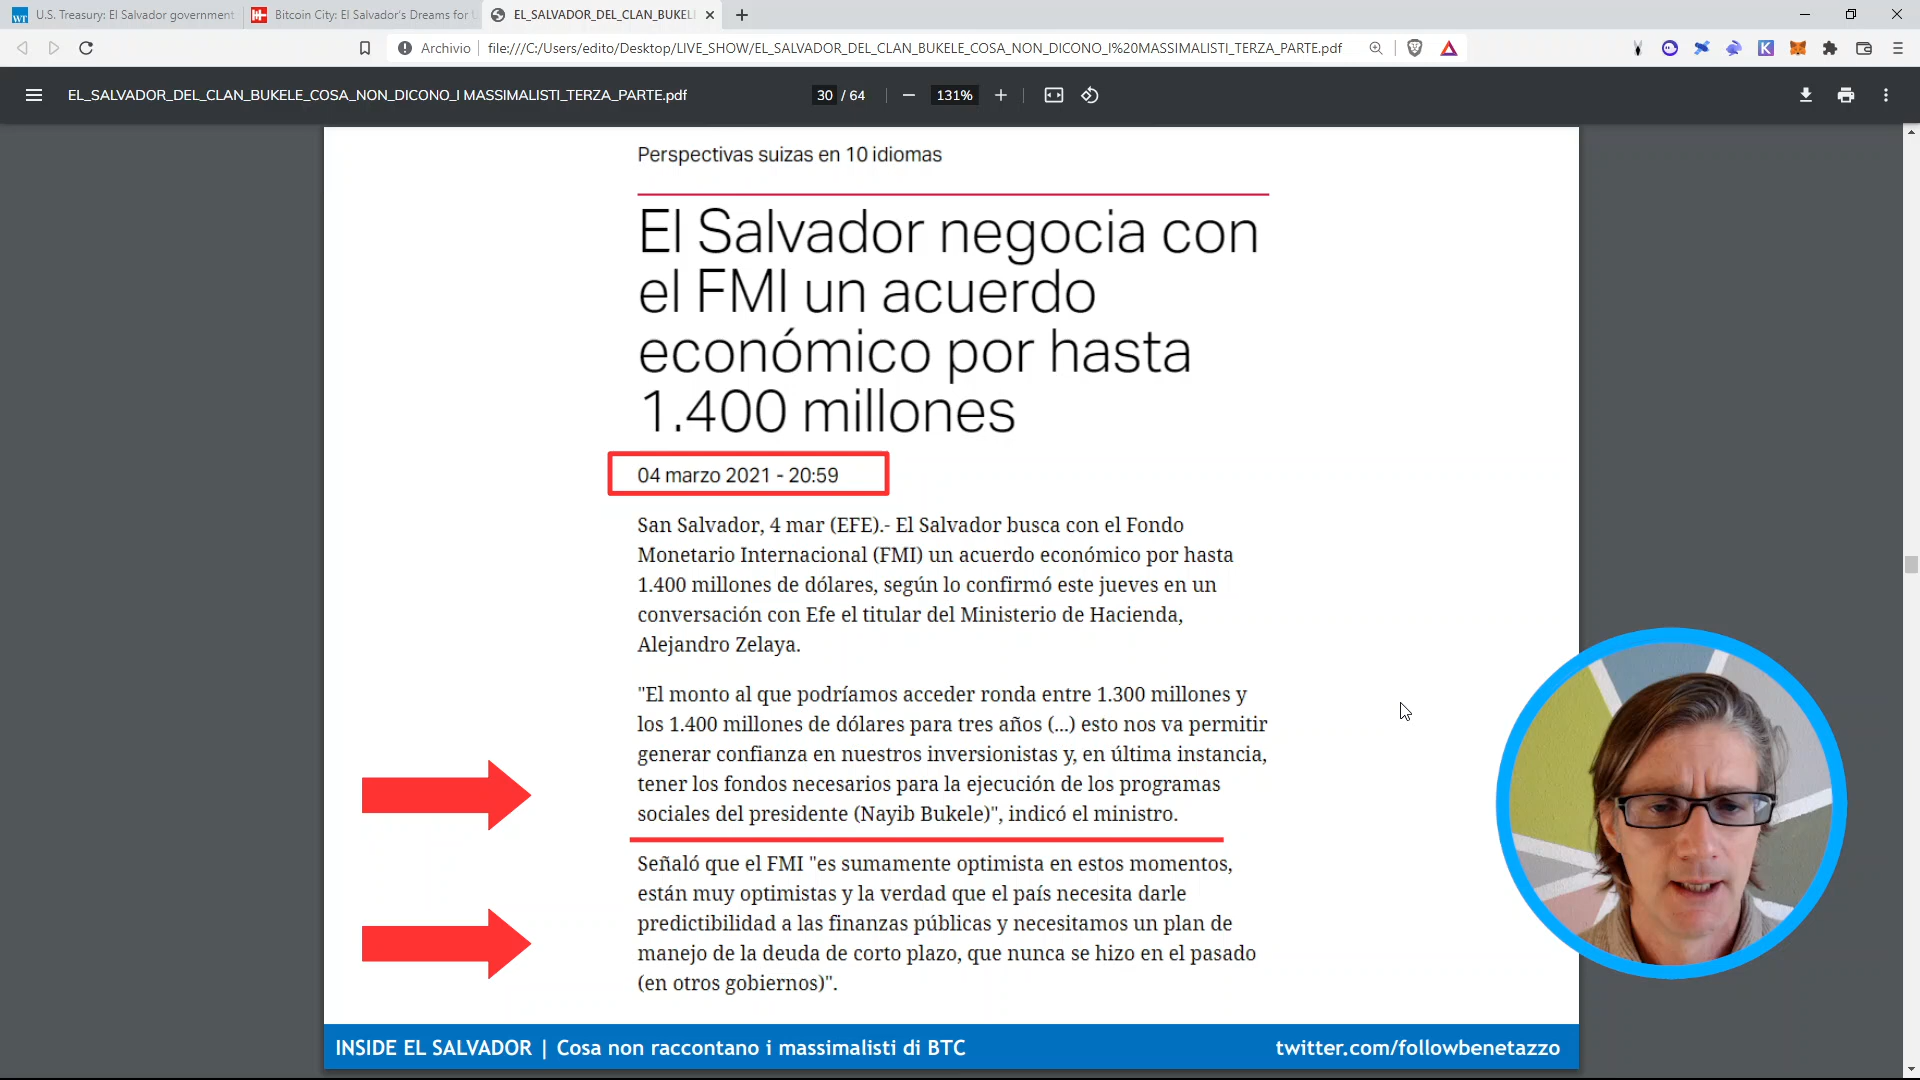 U.S. Treasury: El Salvador government
Bitcoin City: El Salvador's Dreams for
EL_SALVADOR_DEL_CLAN_BUKEL
Archivo
file:///C:/Users/edito/Desktop/LIVE_SHOW/EL_SALVADOR_DEL_CLAN_BUKELE_COSA_NON_DICONO_I%20MASSIMALISTI_TERZA_PARTE.pdf
EL_SALVADOR_DEL_CLAN_BUKELE_COSA_NON_DICONO_I MASSIMALISTI_TERZA_PARTE.pdf
30 / 64
131%
Perspectivas suizas en 10 idiomas
El Salvador negocia con
el FMI un acuerdo
económico por hasta
1.400 millones
04 marzo 2021 - 20:59
San Salvador, 4 mar (EFE).- El Salvador busca con el Fondo
Monetario Internacional (FMI) un acuerdo económico por hasta
1.400 millones de dólares, según lo confirmó este jueves en un
conversación con Efe el titular del Ministerio de Hacienda,
Alejandro Zelaya.
"El monto al que podríamos acceder ronda entre 1.300 millones y
los 1.400 millones de dólares para tres años (...) esto nos va permitir
generar confianza en nuestros inversionistas y, en última instancia,
tener los fondos necesarios para la ejecución de los programas
sociales del presidente (Nayib Bukele)", indicó el ministro.
Señaló que el FMI "es sumamente optimista en estos momentos,
están muy optimistas y la verdad que el país necesita darle
predictibilidad a las finanzas públicas y necesitamos un plan de
manejo de la deuda de corto plazo, que nunca se hizo en el pasado
(en otros gobiernos)".
INSIDE EL SALVADOR | Cosa non raccontano i massimalisti di BTC
twitter.com/followbenetazzo